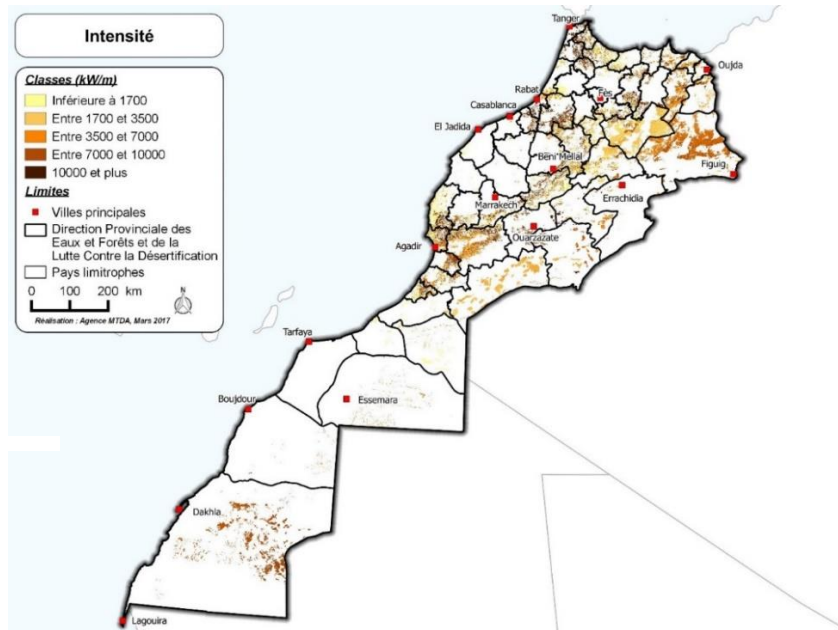 Intensité
Classes (kW/m)
Inférieure à 1700
Entre 1700 et 3500
Entre 3500 et 7000
Entre 7000 et 10000
10000 et plus
Limites
Villes principales
Direction Provinciale des
Eaux et Forêts et de la
Lutte Contre la Désertification
Pays limitrophes
0 100 200 km
N
Réalisation : Agence MTDA, Mars 2017
Tanger
Oujda
Rabat
Fès
Casablanca
El Jadida
Béni Mellal
Figuig
Errachidia
Marrakech
Ouarzazate
Agadir
Tarfaya
Boujdour
Essemara
Dakhla
Lagouira